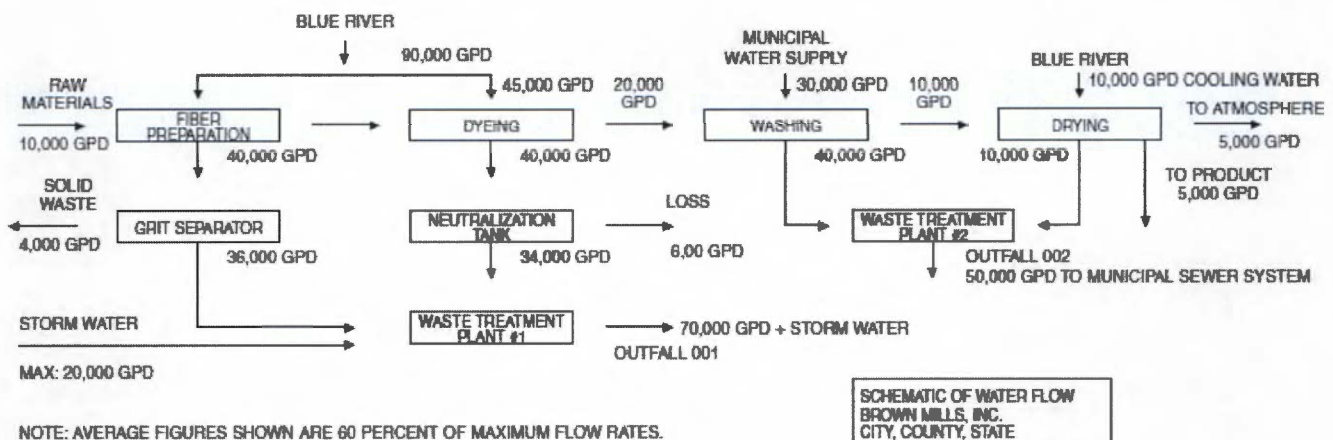 BLUE RIVER
90,000 GPD
45,000 GPD
20,000
GPD
MUNICIPAL
WATER SUPPLY
30,000 GPD
10,000
GPD
BLUE RIVER
10,000 GPD COOLING WATER
RAW
MATERIALS
10,000 GPD
FIBER
PREPARATION
40,000 GPD
DYEING
40,000 GPD
WASHING
40,000 GPD
DRYING
10,000 GPD
TO ATMOSPHERE
5,000 GPD
TO PRODUCT
5,000 GPD
SOLID
WASTE
4,000 GPD
GRIT SEPARATOR
36,000 GPD
NEUTRALIZATION
TANK
34,000 GPD
LOSS
6,00 GPD
WASTE TREATMENT
PLANT #2
OUTFALL 002
50,000 GPD TO MUNICIPAL SEWER SYSTEM
STORM WATER
MAX: 20,000 GPD
WASTE TREATMENT
PLANT #1
70,000 GPD + STORM WATER
OUTFALL 001
NOTE: AVERAGE FIGURES SHOWN ARE 60 PERCENT OF MAXIMUM FLOW RATES.
SCHEMATIC OF WATER FLOW
BROWN MILLS, INC.
CITY, COUNTY, STATE